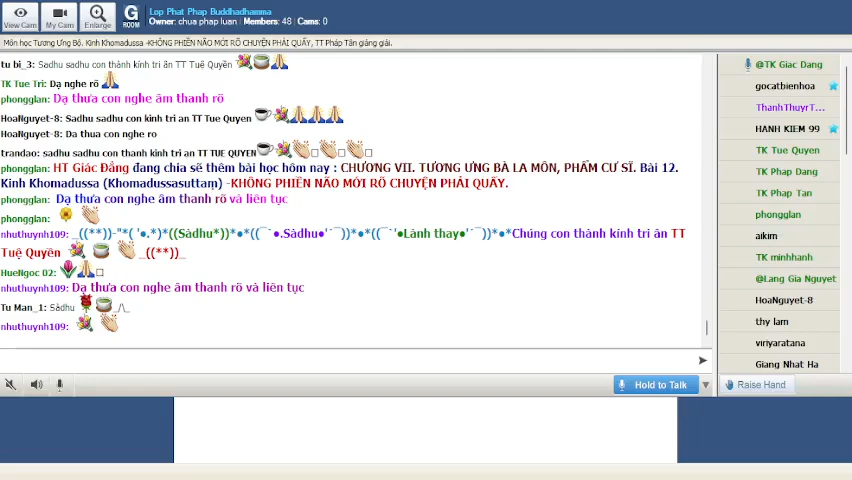 View Cam
My Cam
Enlarge
G
ROOM
Lop Phat Phap Buddhadhamma
Owner: chua phap luan | Members: 48 | Cams: 0
Môn học Tương Ưng Bộ. Kinh Khomadussa -KHÔNG PHIỀN NÃO MỚI RÕ CHUYỆN PHẢI QUẤY, TT Pháp Tân giảng giải.
tu bi_3: Sadhu sadhu con thành kính tri ân TT Tuệ Quyền
TK Tue Tri: Dạ nghe rõ
phongglan: Dạ thưa con nghe âm thanh rõ
HoaNguyet-8: Sadhu sadhu con kinh tri an TT Tue Quyen
HoaNguyet-8: Da thua con nghe ro
trandao: sadhu sadhu con thanh kinh tri an TT TUE QUYEN
phongglan: HT Giác Đẳng đang chia sẽ thêm bài học hôm nay : CHƯƠNG VII. TƯƠNG ƯNG BÀ LA MÔN, PHẨM CƯ SĨ. Bài 12.
Kinh Khomadussa (Khomadussasuttaṃ) -KHÔNG PHIỀN NÃO MỚI RÕ CHUYỆN PHẢI QUẤY.
phongglan: Dạ thưa con nghe âm thanh rõ và liên tục
phongglan:
nhuthuynh109: _((**))-"*( '•.*)*((Sàdhu*))*•*((¯`•.Sàdhu•'´¯))*•*((¯`'•Lành thay•'´¯))*•*Chúng con thành kính tri ân TT
Tuệ Quyền _((**))_
HueNgoc 02:
nhuthuynh109: Dạ thưa con nghe âm thanh rõ và liên tục
Tu Man_1: Sādhu _/\_
nhuthuynh109:
Hold to Talk
@TK Giac Dang
gocatbienhoa
ThanhThuyrT...
HANH KIEM 99
TK Tue Quyen
TK Phap Dang
TK Phap Tan
phongglan
aikim
TK minhhanh
@Lang Gia Nguyet
HoaNguyet-8
thy lam
viriyaratana
Giang Nhat Ha
Raise Hand